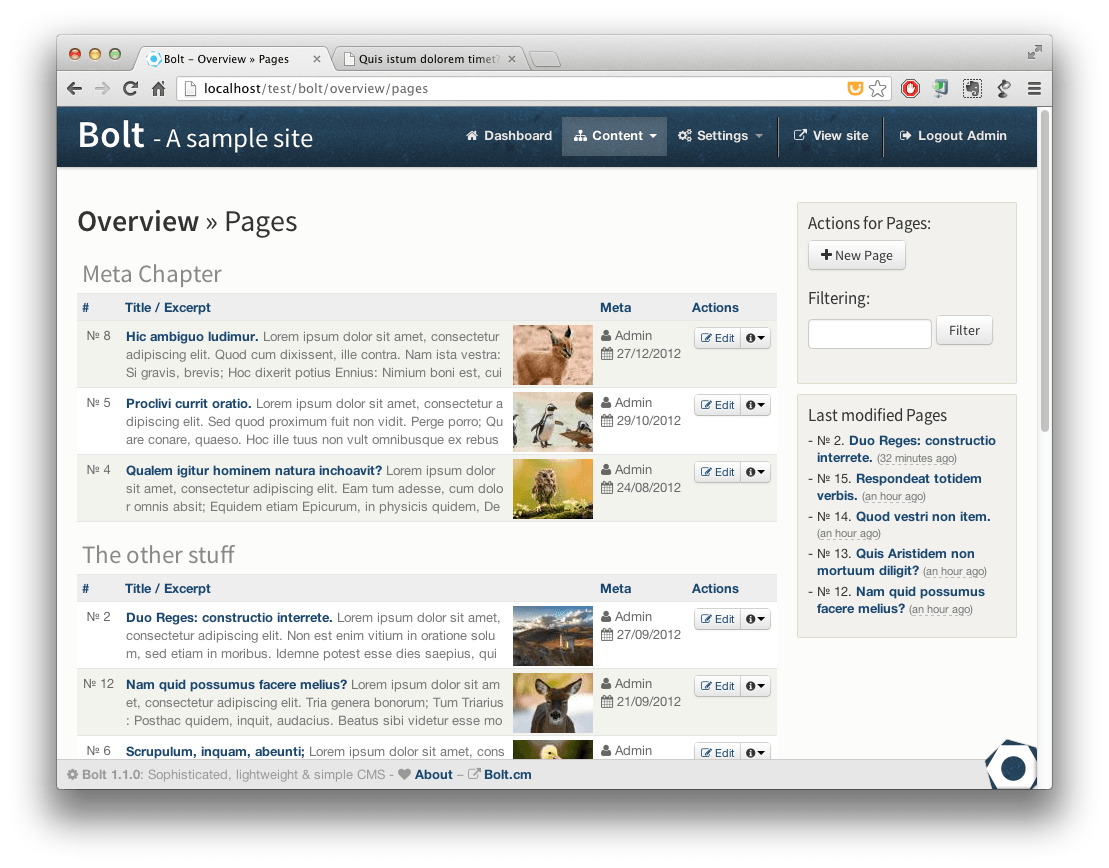 Bolt – Overview » Pages
Quis istum dolorem timet?
localhost/test/bolt/overview/pages
Bolt - A sample site
Dashboard
Content
Settings
View site
Logout Admin
Overview » Pages
Meta Chapter
# Title / Excerpt Meta Actions
№ 8 Hic ambiguo ludimur. Lorem ipsum dolor sit amet, consectetur
adipiscing elit. Quod cum dixissent, ille contra. Nam ista vestra:
Si gravis, brevis; Hoc dixerit potius Ennius: Nimium boni est, cui
Admin
27/12/2012
Edit
№ 5 Proclivi currit oratio. Lorem ipsum dolor sit amet, consectetur a
dipiscing elit. Sed quod proximum fuit non vidit. Perge porro; Qu
are conare, quaeso. Hoc ille tuus non vult omnibusque ex rebus
Admin
29/10/2012
Edit
№ 4 Qualem igitur hominem natura inchoavit? Lorem ipsum dolor
sit amet, consectetur adipiscing elit. Eam tum adesse, cum dolo
r omnis absit; Equidem etiam Epicurum, in physicis quidem, De
Admin
24/08/2012
Edit
The other stuff
# Title / Excerpt Meta Actions
№ 2 Duo Reges: constructio interrete. Lorem ipsum dolor sit amet,
consectetur adipiscing elit. Non est enim vitium in oratione solu
m, sed etiam in moribus. Idemne potest esse dies saepius, qui
Admin
27/09/2012
Edit
№ 12 Nam quid possumus facere melius? Lorem ipsum dolor sit am
et, consectetur adipiscing elit. Tria genera bonorum; Tum Triarius
: Posthac quidem, inquit, audacius. Beatus sibi videtur esse mo
Admin
21/09/2012
Edit
№ 6 Scrupulum, inquam, abeunti; Lorem ipsum dolor sit amet, cons
Admin
Edit
Actions for Pages:
New Page
Filtering:
Filter
Last modified Pages
- № 2. Duo Reges: constructio
interrete. (32 minutes ago)
- № 15. Respondeat totidem
verbis. (an hour ago)
- № 14. Quod vestri non item.
(an hour ago)
- № 13. Quis Aristidem non
mortuum diligit? (an hour ago)
- № 12. Nam quid possumus
facere melius? (an hour ago)
Bolt 1.1.0: Sophisticated, lightweight & simple CMS - About – Bolt.cm